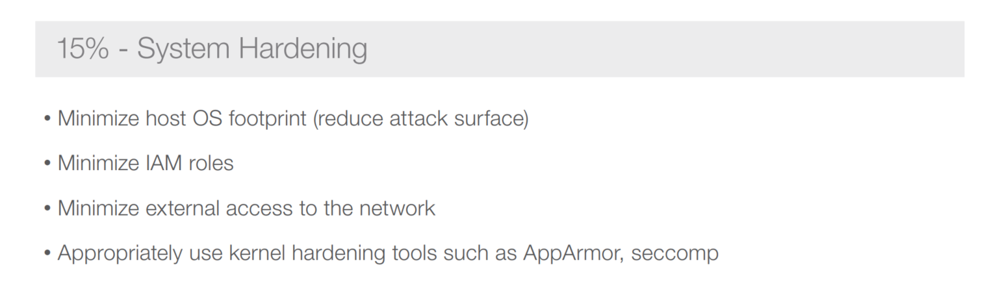 15% - System Hardening
• Minimize host OS footprint (reduce attack surface)
• Minimize IAM roles
• Minimize external access to the network
• Appropriately use kernel hardening tools such as AppArmor, seccomp